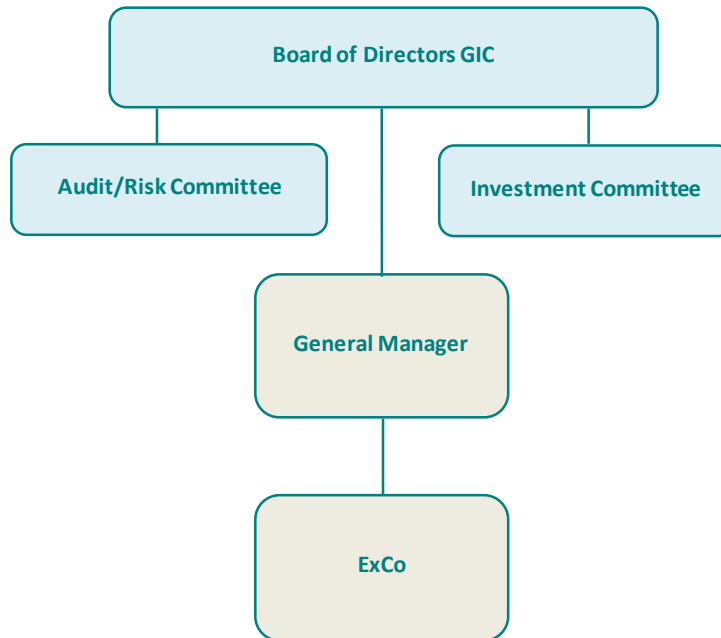 Board of Directors GIC
Audit/Risk Committee
Investment Committee
General Manager
ExCo